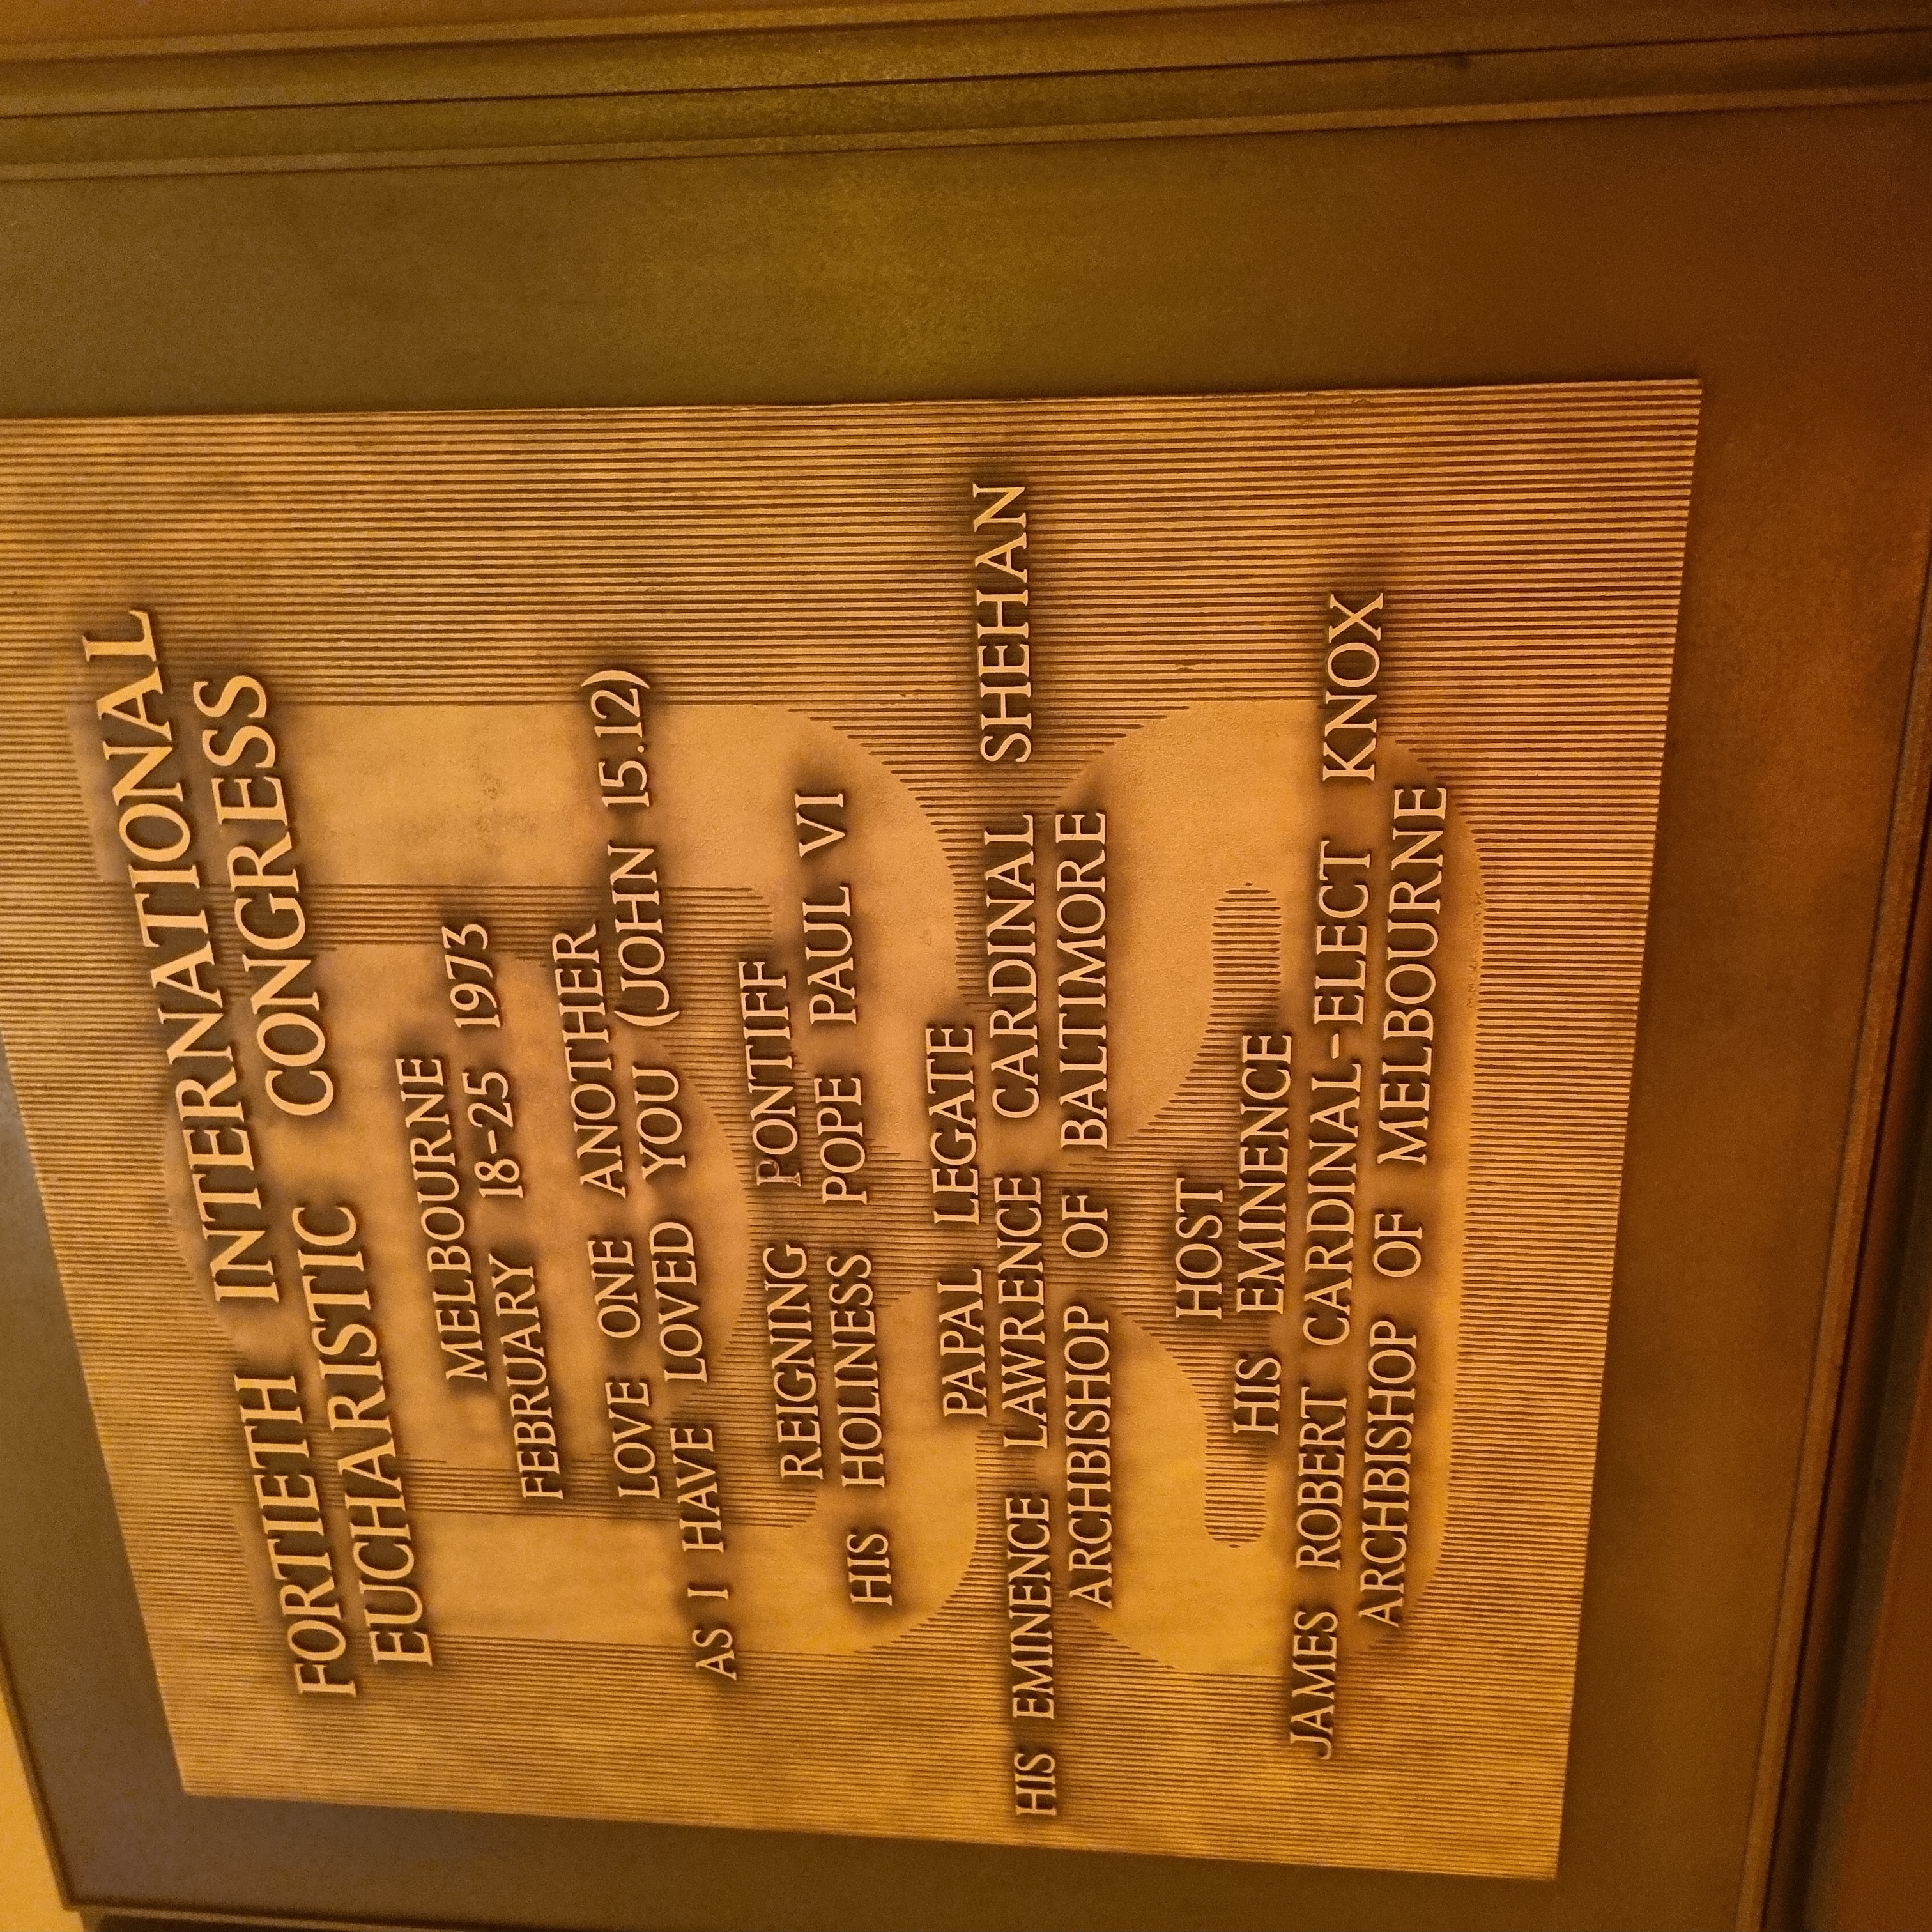 FORTIETH INTERNATIONAL
EUCHARISTIC CONGRESS
MELBOURNE
FEBRUARY 18-25 1973
LOVE ONE ANOTHER
AS I HAVE LOVED YOU (JOHN 15.12)
REIGNING PONTIFF
HIS HOLINESS POPE PAUL VI
PAPAL LEGATE
HIS EMINENCE LAWRENCE CARDINAL SHEHAN
ARCHBISHOP OF BALTIMORE
HOST
HIS EMINENCE
JAMES ROBERT CARDINAL-ELECT KNOX
ARCHBISHOP OF MELBOURNE